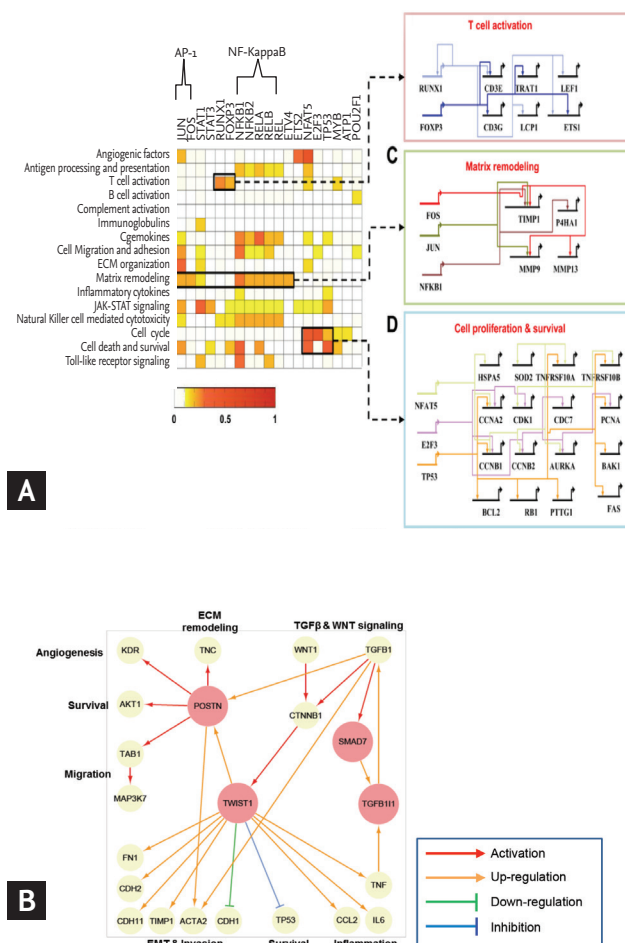 AP-1
NF-KappaB
JUN
FOS
STAT1
STAT3
RUNX1
FOXP3
NFKB1
NFKB2
RELA
RELB
REL
ETV4
ETS2
NFAT5
E2F3
TP53
MYB
ATP1
POU2F1
Angiogenic factors
Antigen processing and presentation
T cell activation
B cell activation
Complement activation
Immunoglobulins
Cgemokines
Cell Migration and adhesion
ECM organization
Matrix remodeling
Inflammatory cytokines
JAK-STAT signaling
Natural Killer cell mediated cytotoxicity
Cell cycle
Cell death and survival
Toll-like receptor signaling
0 0.5 1
A
T cell activation
RUNX1 CD3E TRAT1 LEF1
FOXP3 CD3G LCP1 ETS1
C
Matrix remodeling
FOS TIMP1 P4HA1
JUN
NFKB1 MMP9 MMP13
D
Cell proliferation & survival
HSPA5 SOD2 TNFRSF10A TNFRSF10B
NFAT5
CCNA2 CDK1 CDC7 PCNA
E2F3
CCNB1 CCNB2 AURKA BAK1
TP53
BCL2 RB1 PTTG1 FAS
ECM
remodeling
TGFβ & WNT signaling
Angiogenesis KDR TNC WNT1 TGFB1
Survival AKT1 POSTN CTNNB1
SMAD7
TAB1
Migration
MAP3K7 TWIST1 TGFB1I1
FN1
CDH2 TNF
CDH11 TIMP1 ACTA2 CDH1 TP53 CCL2 IL6
EMT & Invasion Survival Inflammation
B
Activation
Up-regulation
Down-regulation
Inhibition